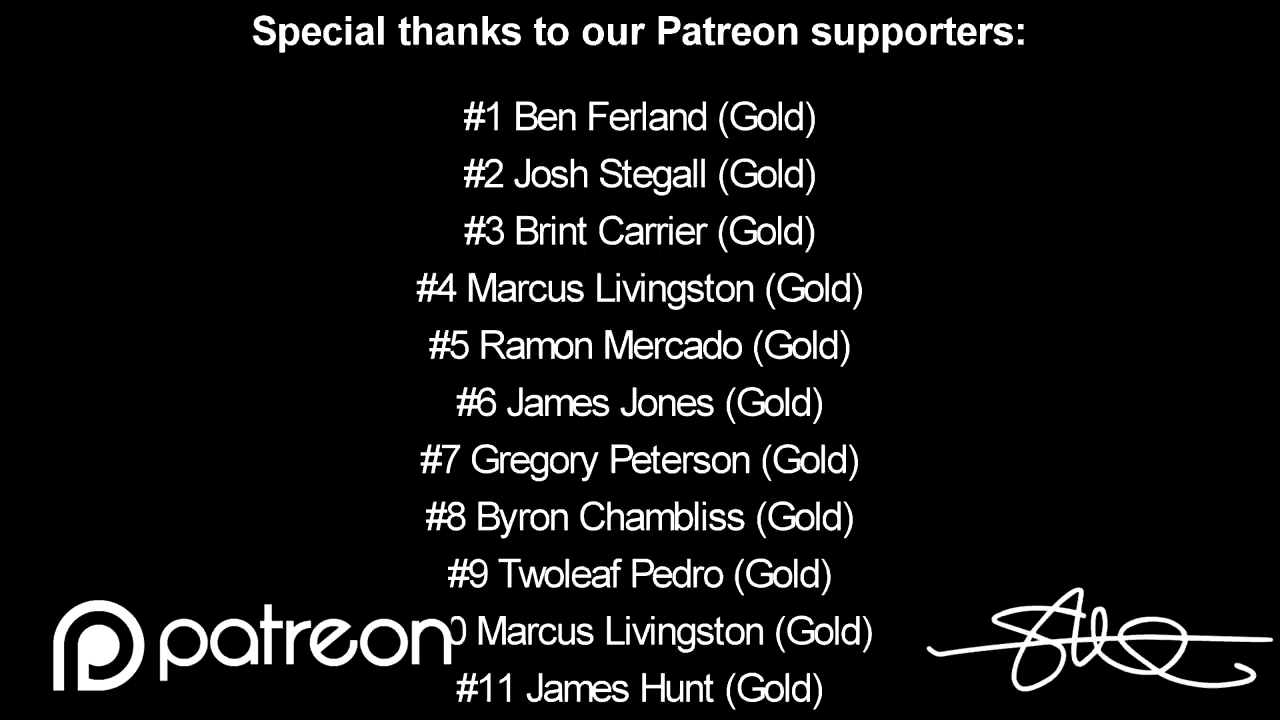 Special thanks to our Patreon supporters:
#1 Ben Ferland (Gold)
#2 Josh Stegall (Gold)
#3 Brint Carrier (Gold)
#4 Marcus Livingston (Gold)
#5 Ramon Mercado (Gold)
#6 James Jones (Gold)
#7 Gregory Peterson (Gold)
#8 Byron Chambliss (Gold)
#9 Twoleaf Pedro (Gold)
patreon
0 Marcus Livingston (Gold)
#11 James Hunt (Gold)